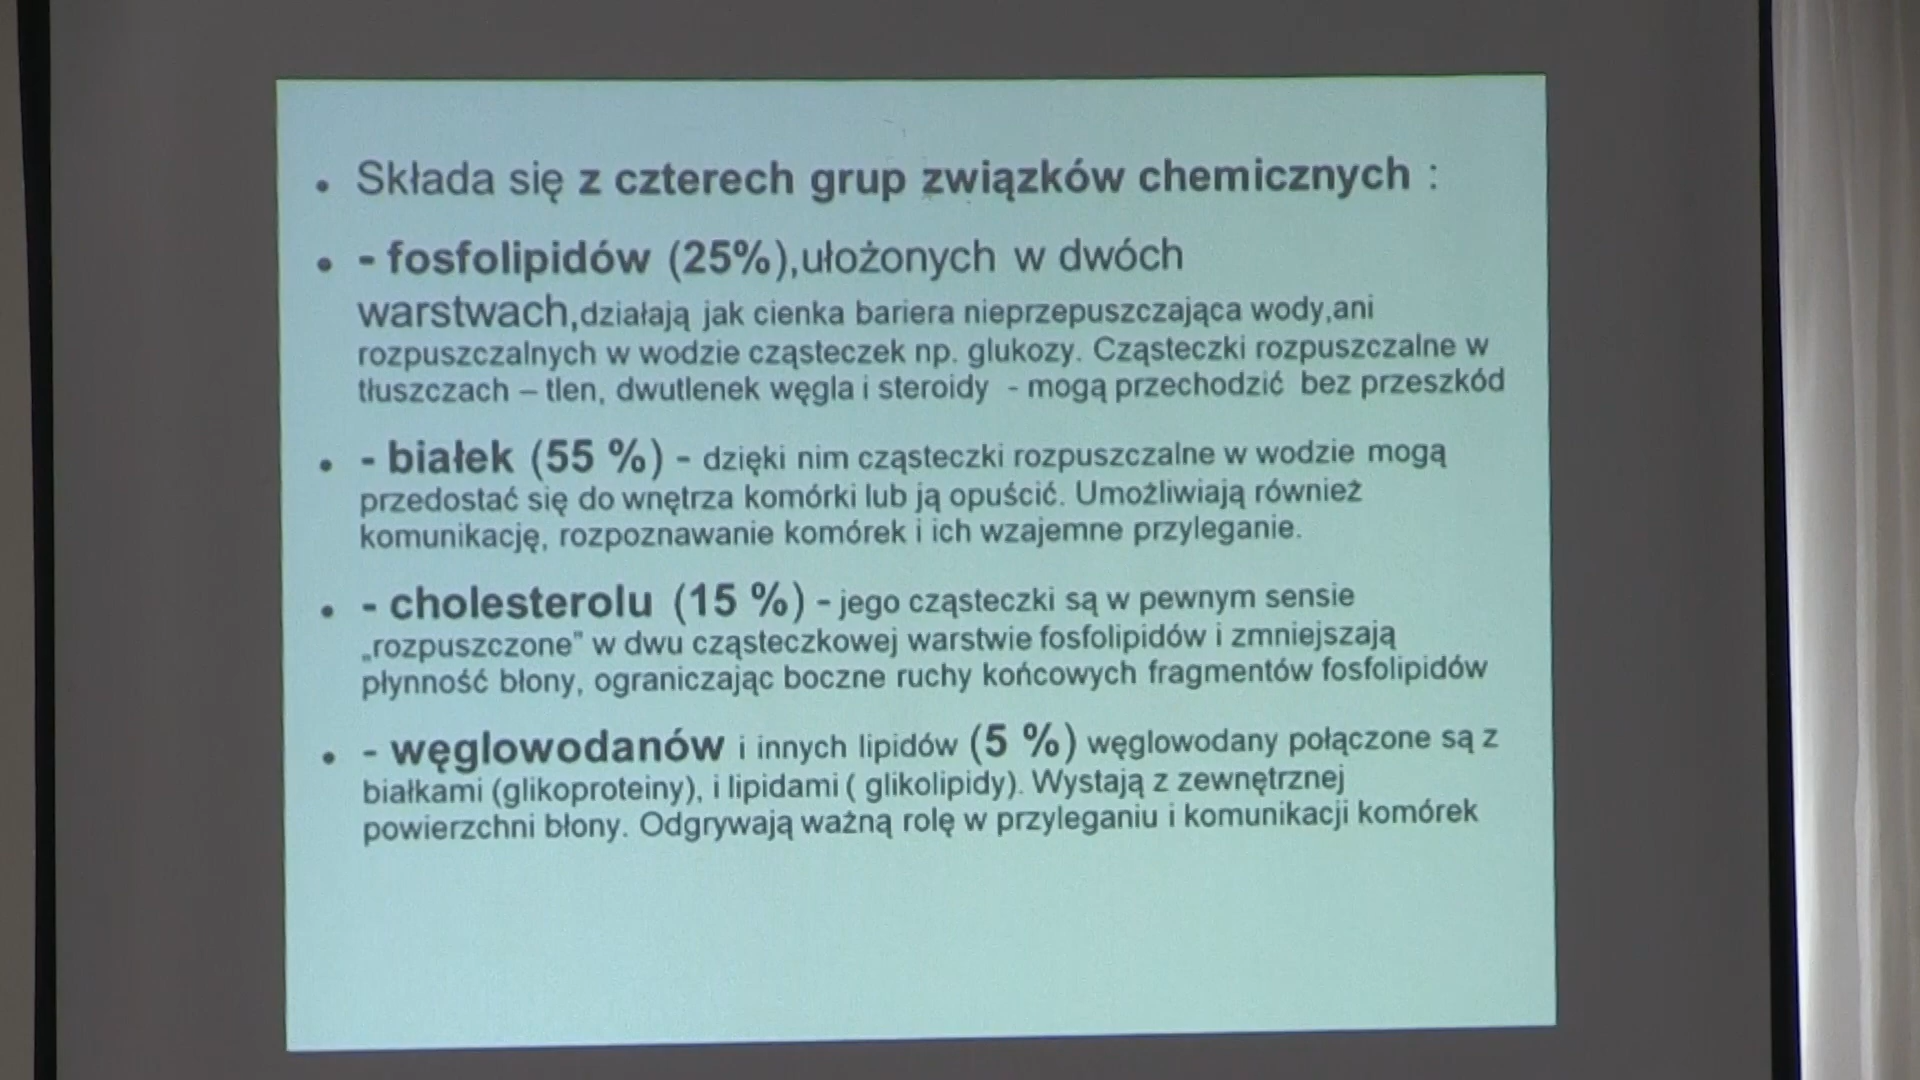 • Składa się z czterech grup związków chemicznych :
• - fosfolipidów (25%),ułożonych w dwóch
warstwach,działają jak cienka bariera nieprzepuszczająca wody,ani
rozpuszczalnych w wodzie cząsteczek np. glukozy. Cząsteczki rozpuszczalne w
tłuszczach – tlen, dwutlenek węgla i steroidy - mogą przechodzić bez przeszkód
• - białek (55 %) - dzięki nim cząsteczki rozpuszczalne w wodzie mogą
przedostać się do wnętrza komórki lub ją opuścić. Umożliwiają również
komunikację, rozpoznawanie komórek i ich wzajemne przyleganie.
• - cholesterolu (15 %) - jego cząsteczki są w pewnym sensie
„rozpuszczone" w dwu cząsteczkowej warstwie fosfolipidów i zmniejszają
płynność błony, ograniczając boczne ruchy końcowych fragmentów fosfolipidów
• - węglowodanów i innych lipidów (5 %) węglowodany połączone są z
białkami (glikoproteiny), i lipidami ( glikolipidy). Wystają z zewnętrznej
powierzchni błony. Odgrywają ważną rolę w przyleganiu i komunikacji komórek